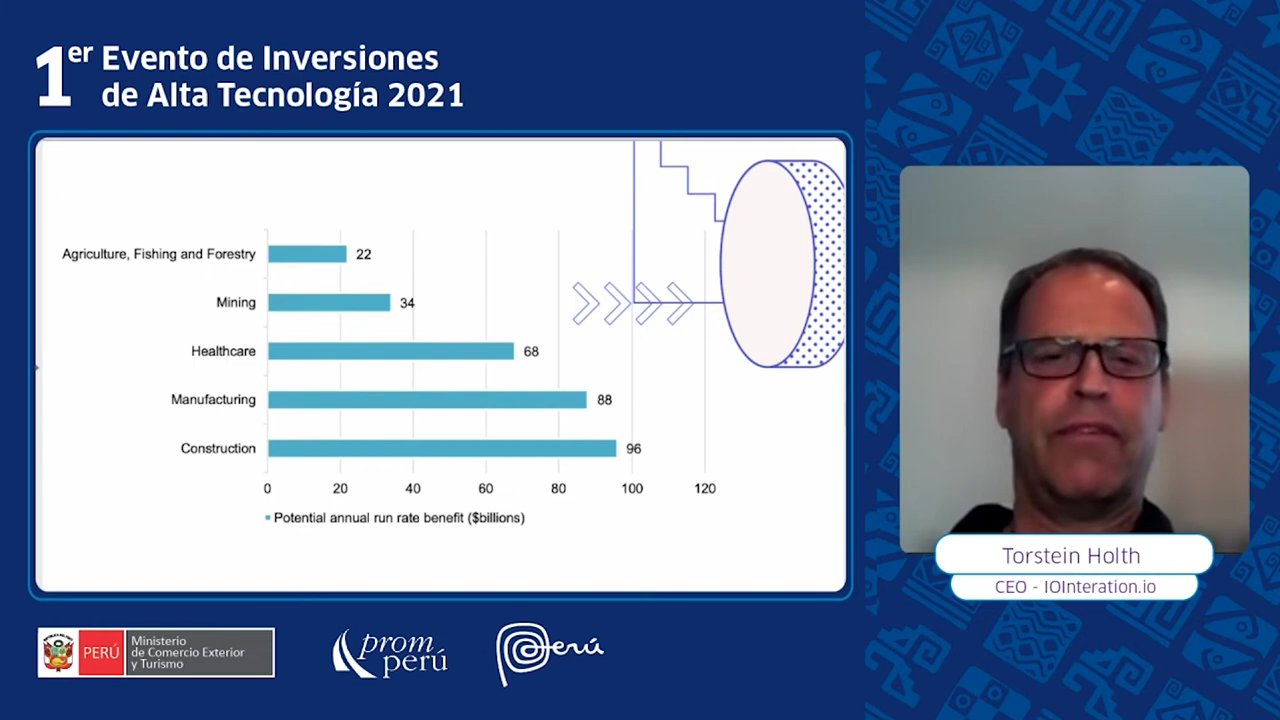 1er Evento de Inversiones
de Alta Tecnología 2021
Agriculture, Fishing and Forestry 22
Mining 34
Healthcare 68
Manufacturing 88
Construction 96
0 20 40 60 80 100 120
Potential annual run rate benefit ($billions)
Torstein Holth
CEO - IOInteration.io
PERÚ
Ministerio
de Comercio Exterior
y Turismo
prom
perú
Perú